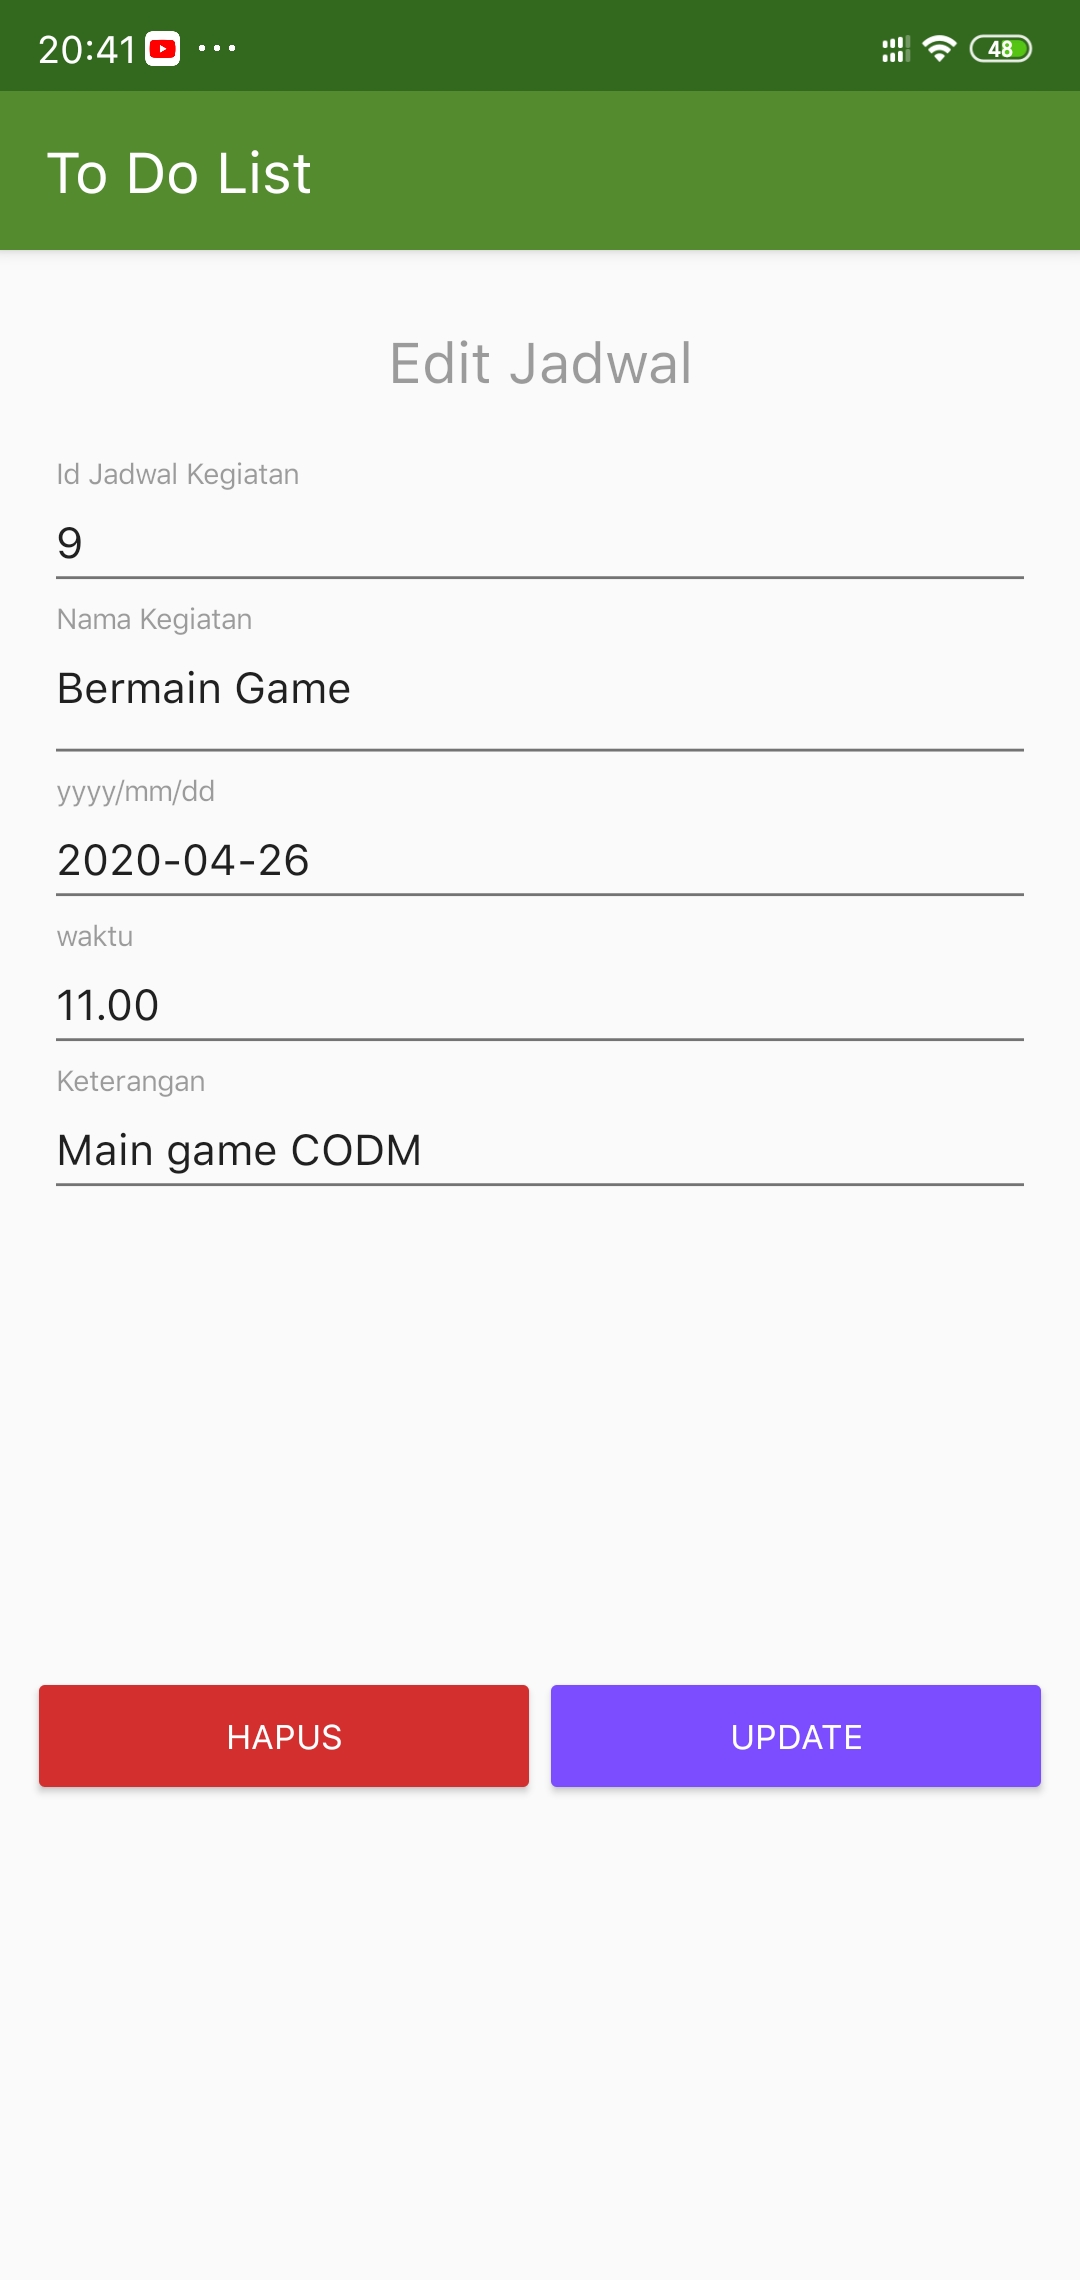 20:41
48
To Do List
Edit Jadwal
Id Jadwal Kegiatan
9
Nama Kegiatan
Bermain Game
yyyy/mm/dd
2020-04-26
waktu
11.00
Keterangan
Main game CODM
HAPUS
UPDATE